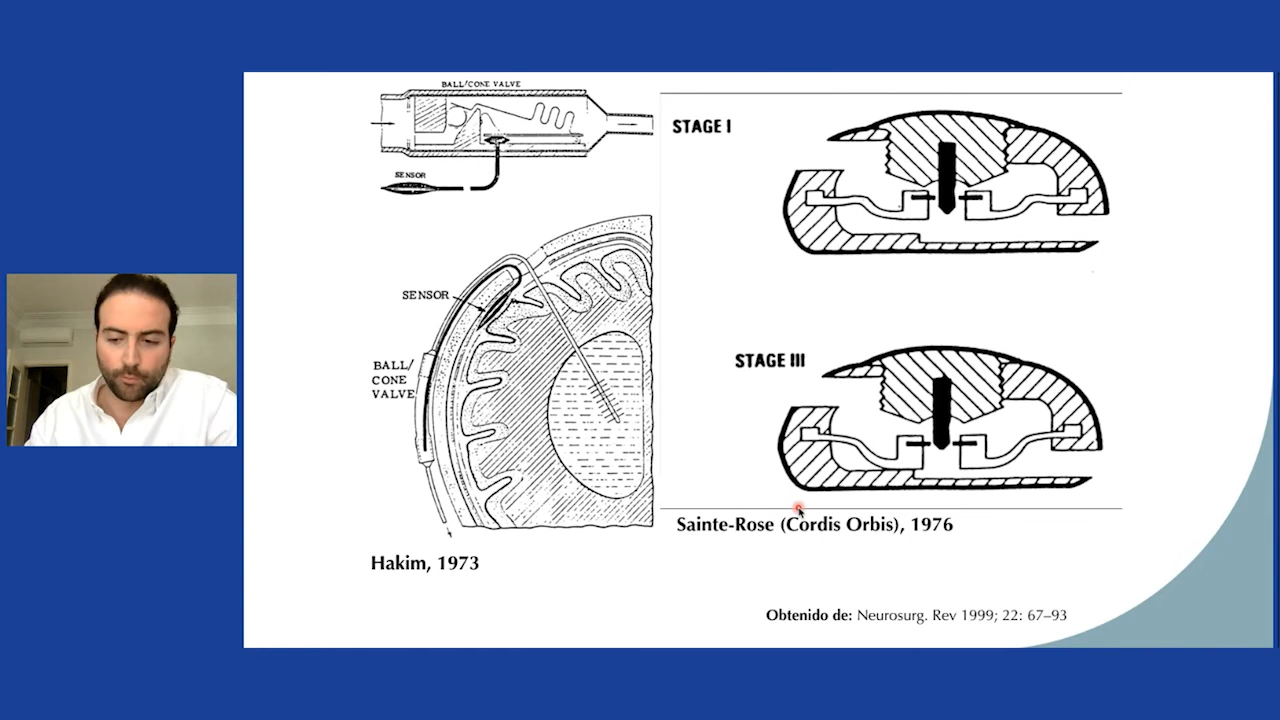 BALL/CONE VALVE
SENSOR
SENSOR
BALL/
CONE
VALVE
Hakim, 1973
STAGE I
STAGE III
Sainte-Rose (Cordis Orbis), 1976
Obtenido de: Neurosurg. Rev 1999; 22: 67–93